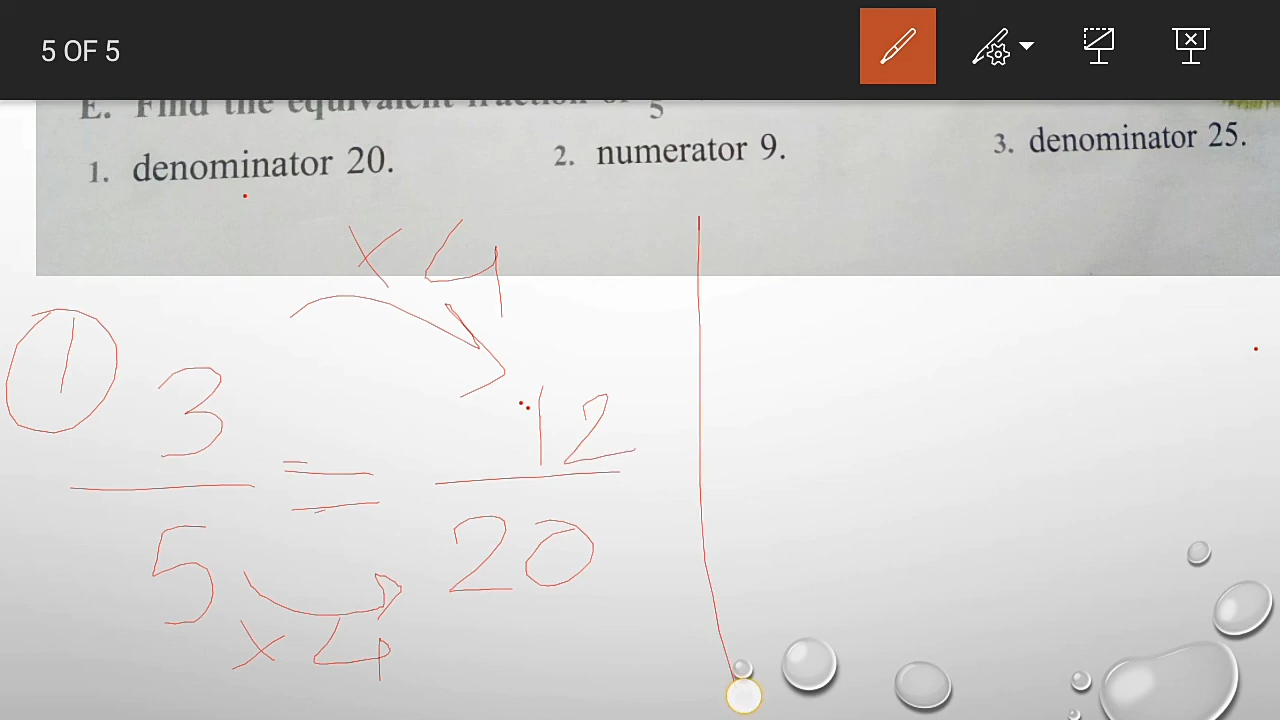 5 OF 5
E. Find the equivalent fraction of
5
1. denominator 20.
2. numerator 9.
3. denominator 25.
× 4
1
3
12
=
5
20
× 4